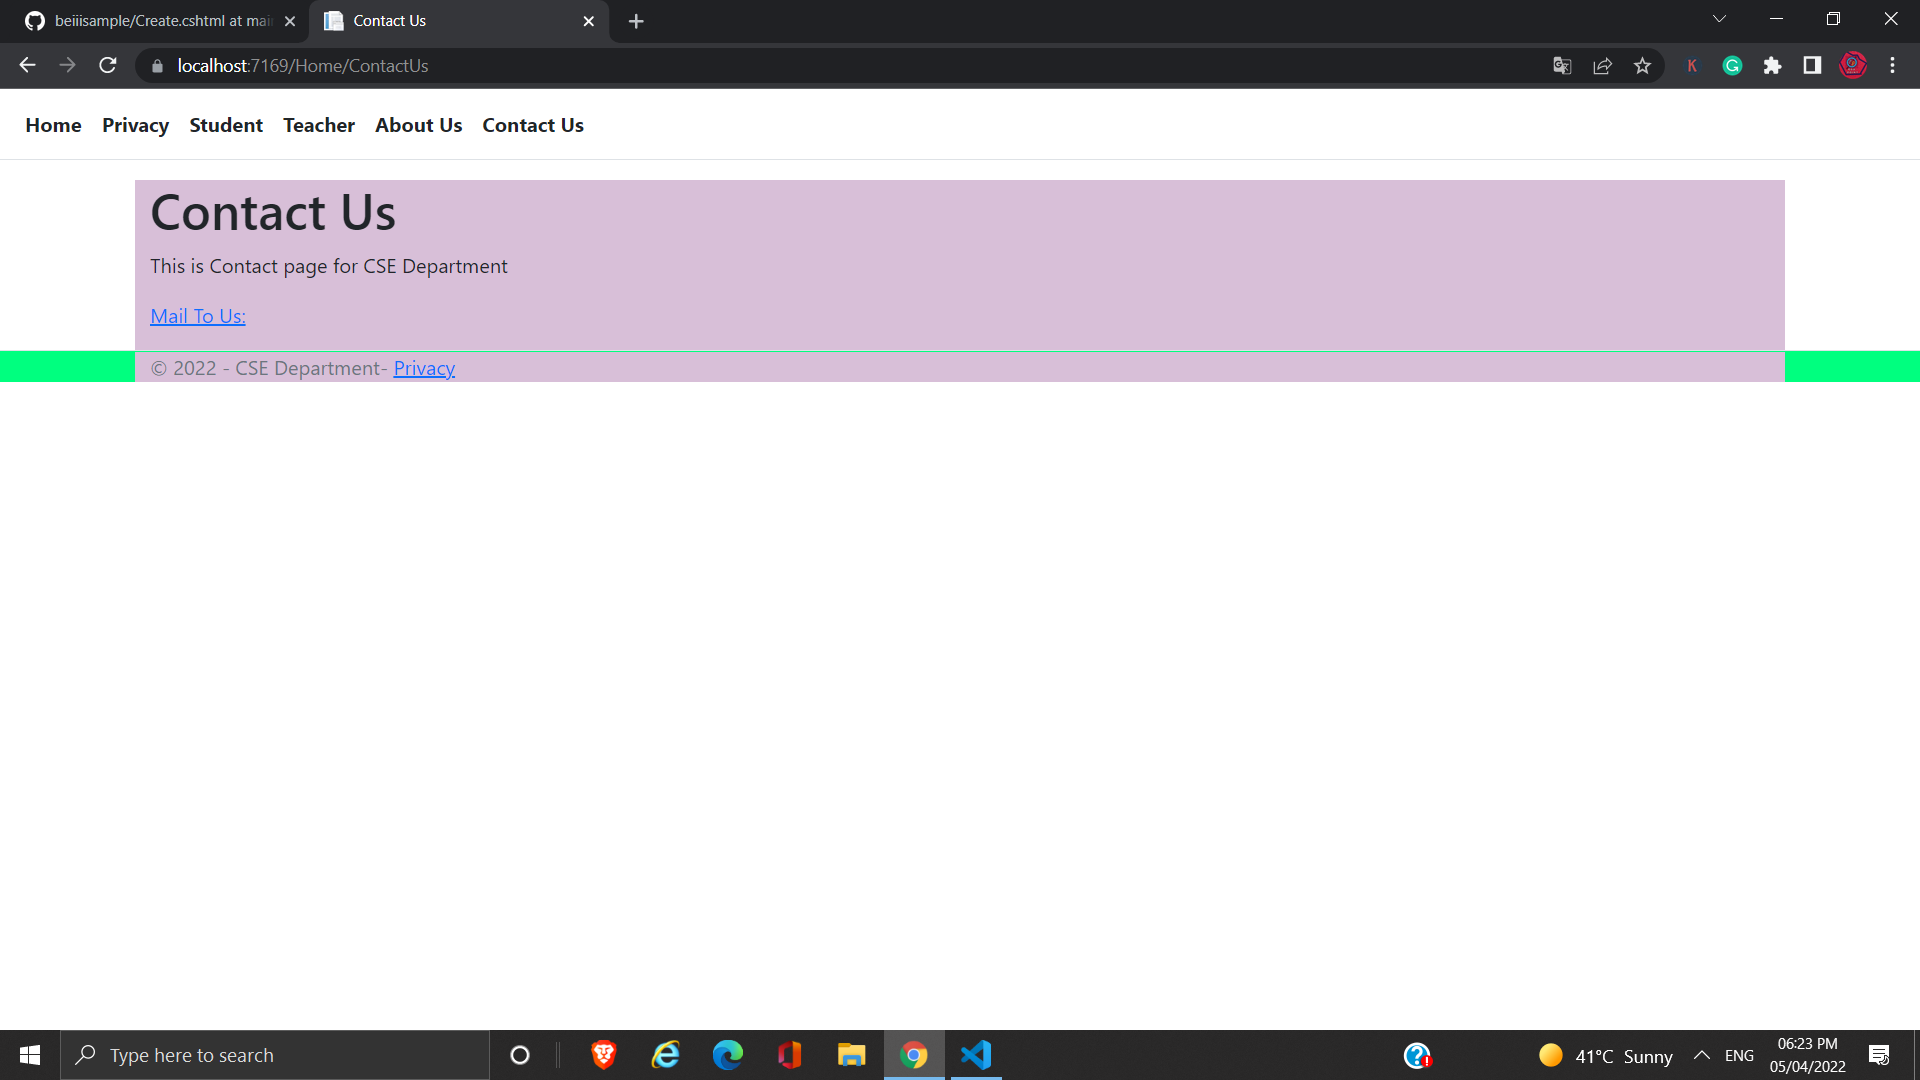 beiiisample/Create.cshtml at mai
Contact Us
localhost:7169/Home/ContactUs
K
Home Privacy Student Teacher About Us Contact Us
Contact Us
This is Contact page for CSE Department
Mail To Us:
© 2022 - CSE Department- Privacy
Type here to search
41°C Sunny
ENG
06:23 PM
05/04/2022